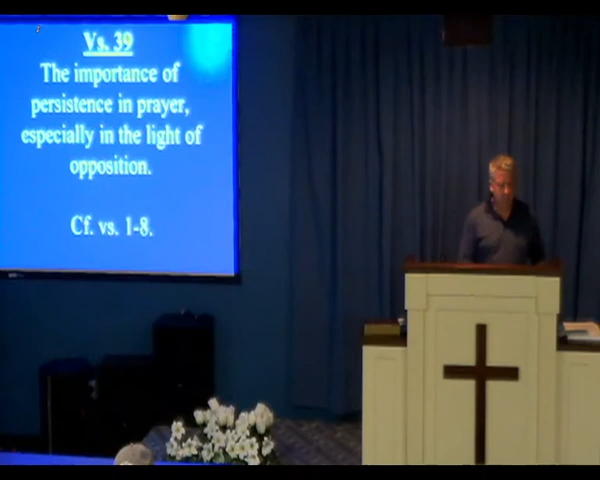 Vs. 39
The importance of
persistence in prayer,
especially in the light of
opposition.
Cf. vs. 1-8.